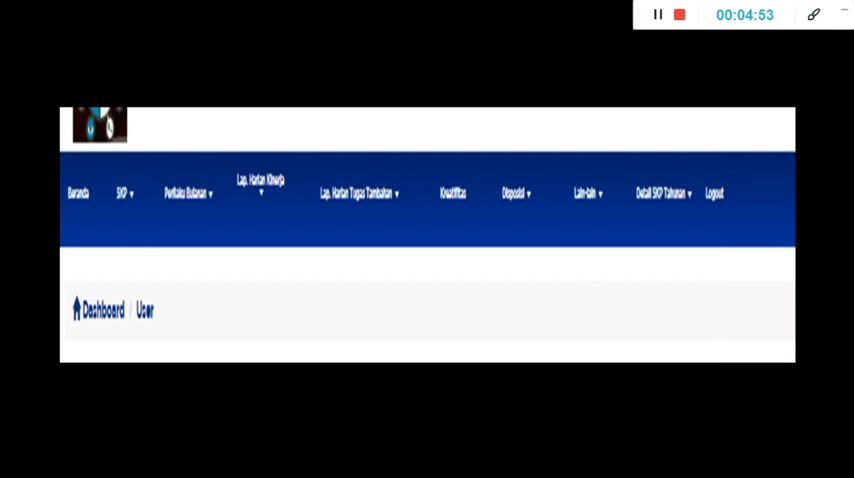 00:04:53
Beranda SKP Perilaku Bulanan Lap. Harian Kinerja Lap. Harian Tugas Tambahan Kreatifitas Disposisi Lain-lain Detail SKP Tahunan Logout
Dashboard / User